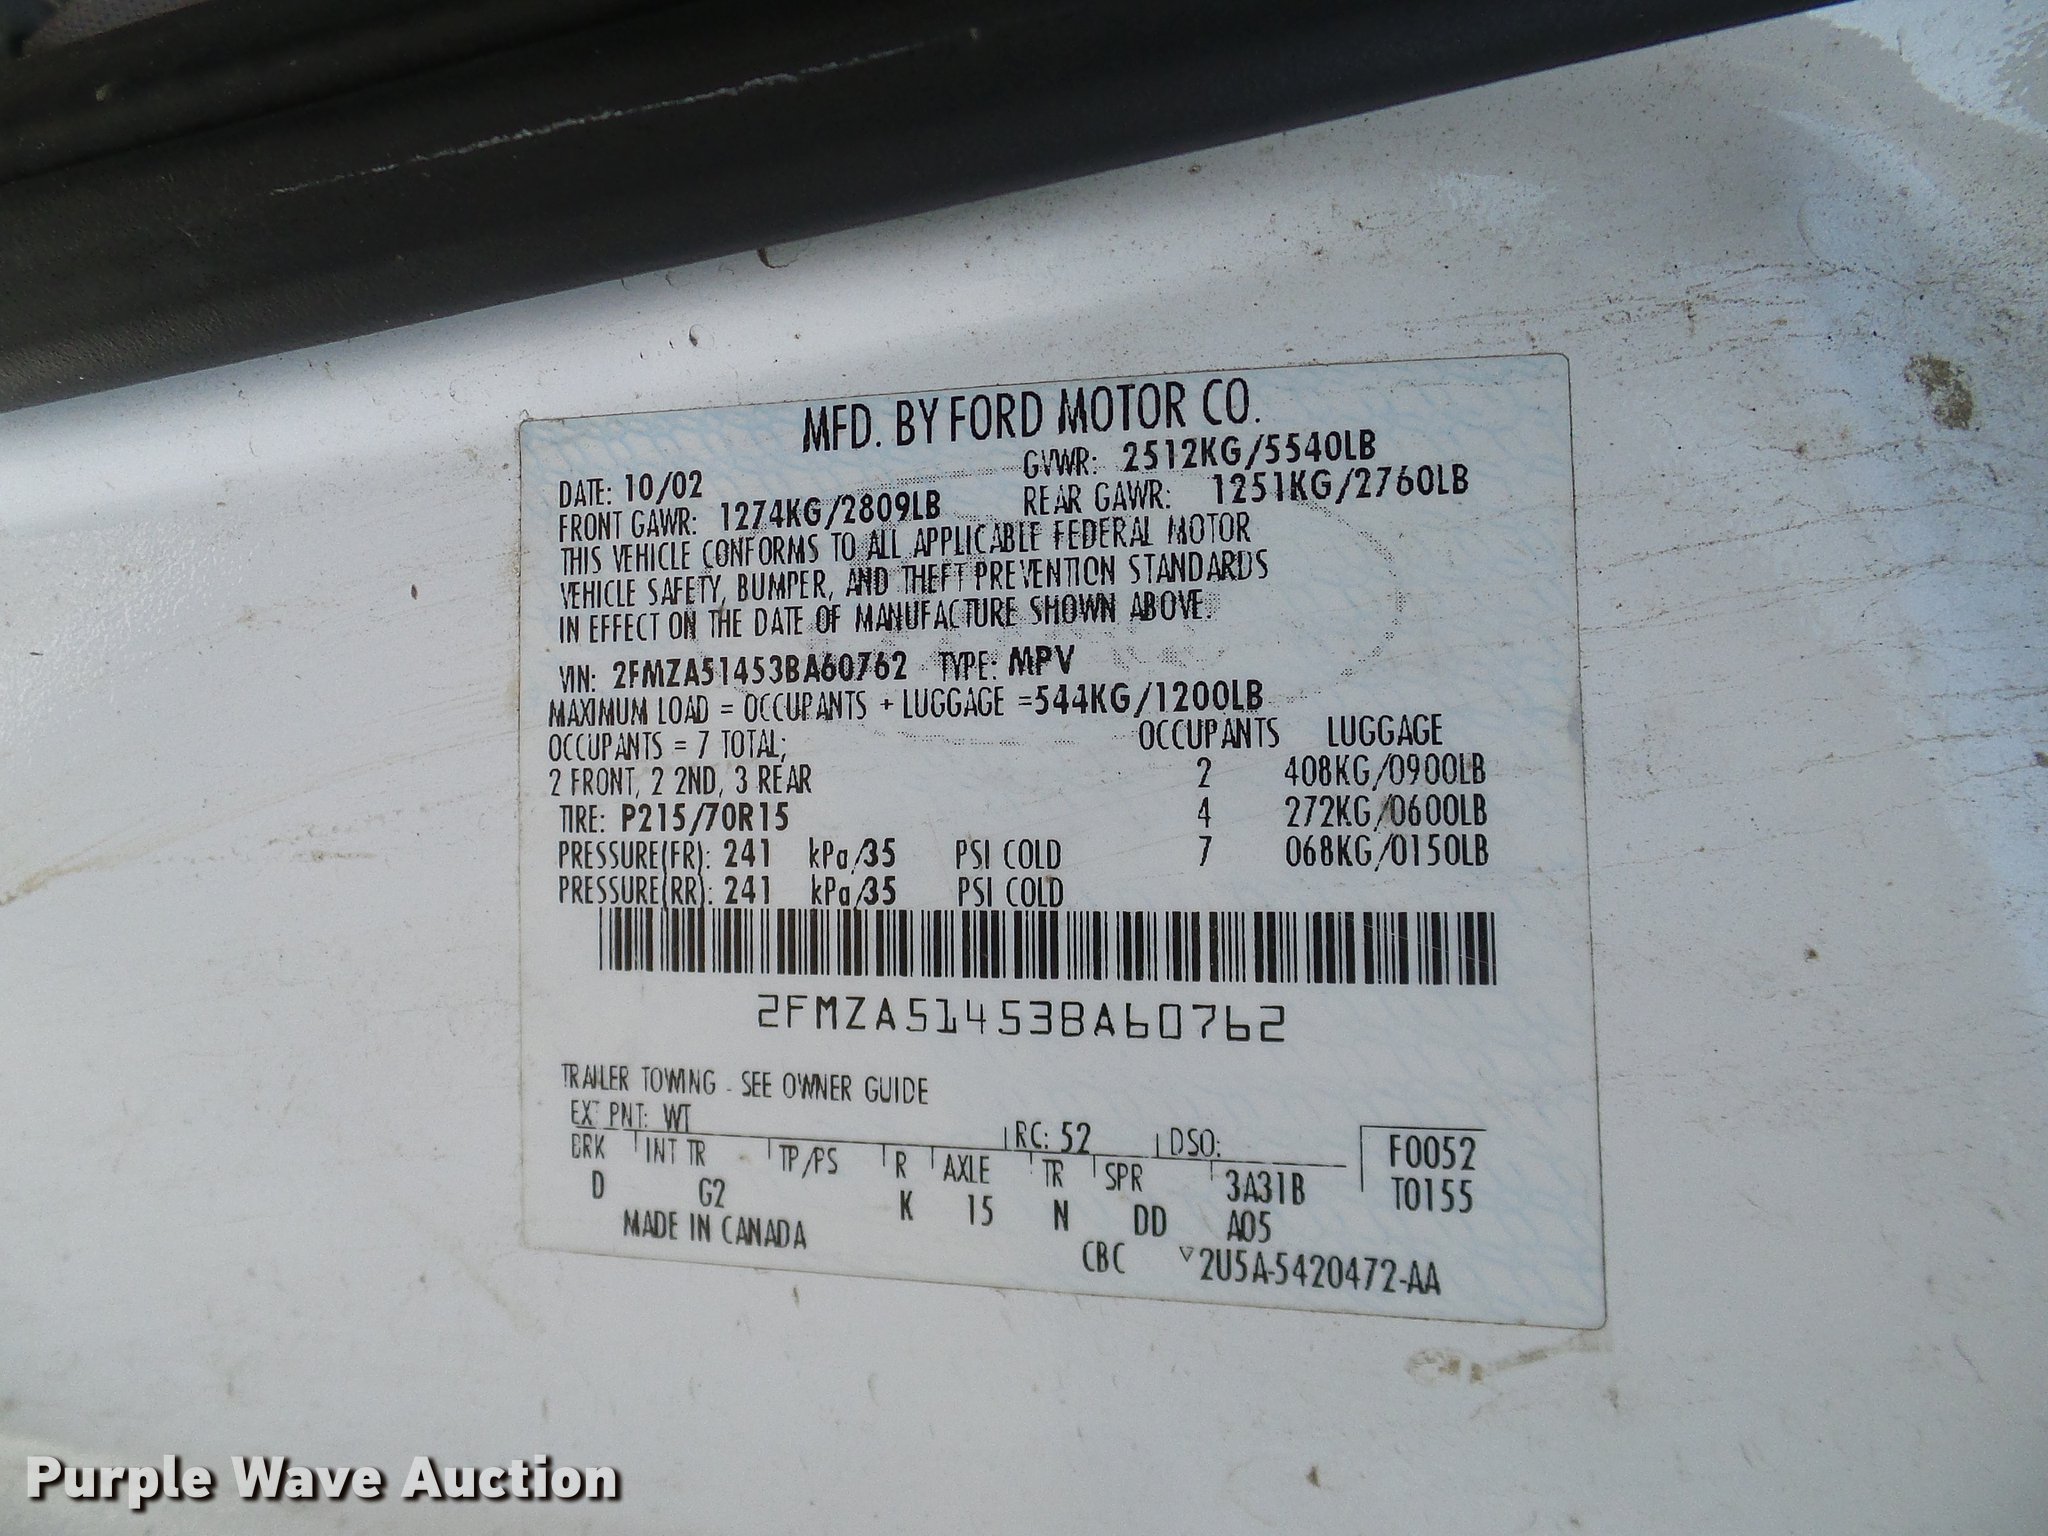 MFD. BY FORD MOTOR CO.
DATE: 10/02 GVWR: 2512KG/5540LB
FRONT GAWR: 1274KG/2809LB REAR GAWR: 1251KG/2760LB
THIS VEHICLE CONFORMS TO ALL APPLICABLE FEDERAL MOTOR
VEHICLE SAFETY, BUMPER, AND THEFT PREVENTION STANDARDS
IN EFFECT ON THE DATE OF MANUFACTURE SHOWN ABOVE.
VIN: 2FMZA51453BA60762 TYPE: MPV
MAXIMUM LOAD = OCCUPANTS + LUGGAGE =544KG/1200LB
OCCUPANTS = 7 TOTAL; OCCUPANTS LUGGAGE
2 FRONT, 2 2ND, 3 REAR 2 408KG/0900LB
TIRE: P215/70R15 4 272KG/0600LB
PRESSURE(FR): 241 kPa/35 PSI COLD 7 068KG/0150LB
PRESSURE(RR): 241 kPa/35 PSI COLD
2FMZA51453BA60762
TRAILER TOWING - SEE OWNER GUIDE
EXT PNT: WT RC: 52 DSO: F0052
BRK INT TR TP/PS R AXLE TR SPR 3A31B T0155
D G2 K 15 N DD A05
MADE IN CANADA CBC ▽2U5A-5420472-AA
Purple Wave Auction